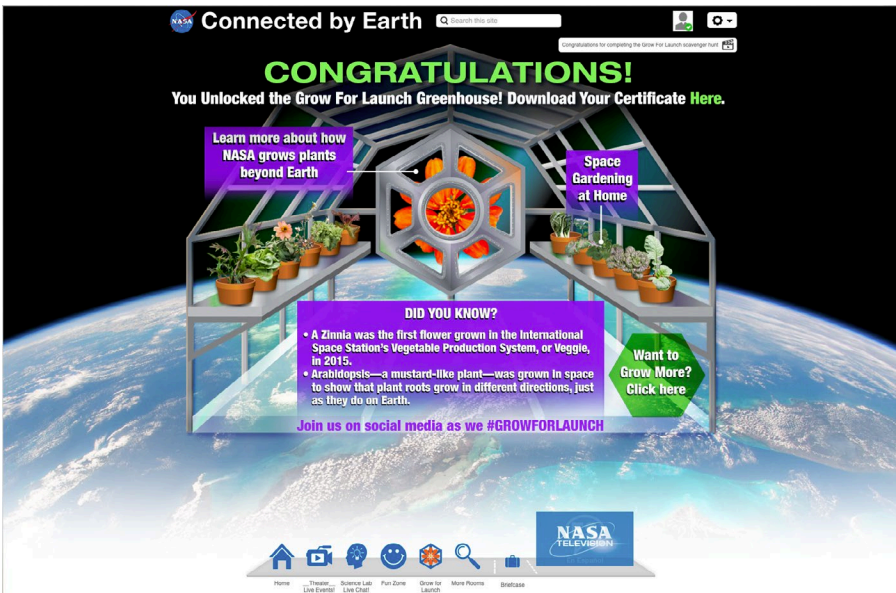 NASA
Connected by Earth
Search this site
Congratulations for completing the Grow For Launch scavenger hunt
CONGRATULATIONS!
You Unlocked the Grow For Launch Greenhouse! Download Your Certificate Here.
Learn more about how
NASA grows plants
beyond Earth
Space
Gardening
at Home
DID YOU KNOW?
• A Zinnia was the first flower grown in the International
Space Station's Vegetable Production System, or Veggie,
in 2015.
• Arabidopsis—a mustard-like plant—was grown in space
to show that plant roots grow in different directions, just
as they do on Earth.
Want to
Grow More?
Click here
Join us on social media as we #GROWFORLAUNCH
NASA
TELEVISION
Home
__Theater__
Live Events!
Science Lab
Live Chat!
Fun Zone
Grow for
Launch
More Rooms
Briefcase